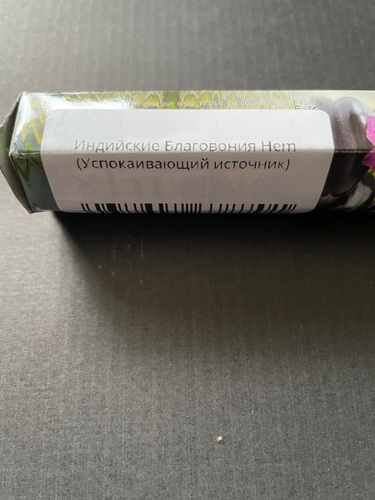 Индийские Благовония Hem
(Успокаивающий источник)